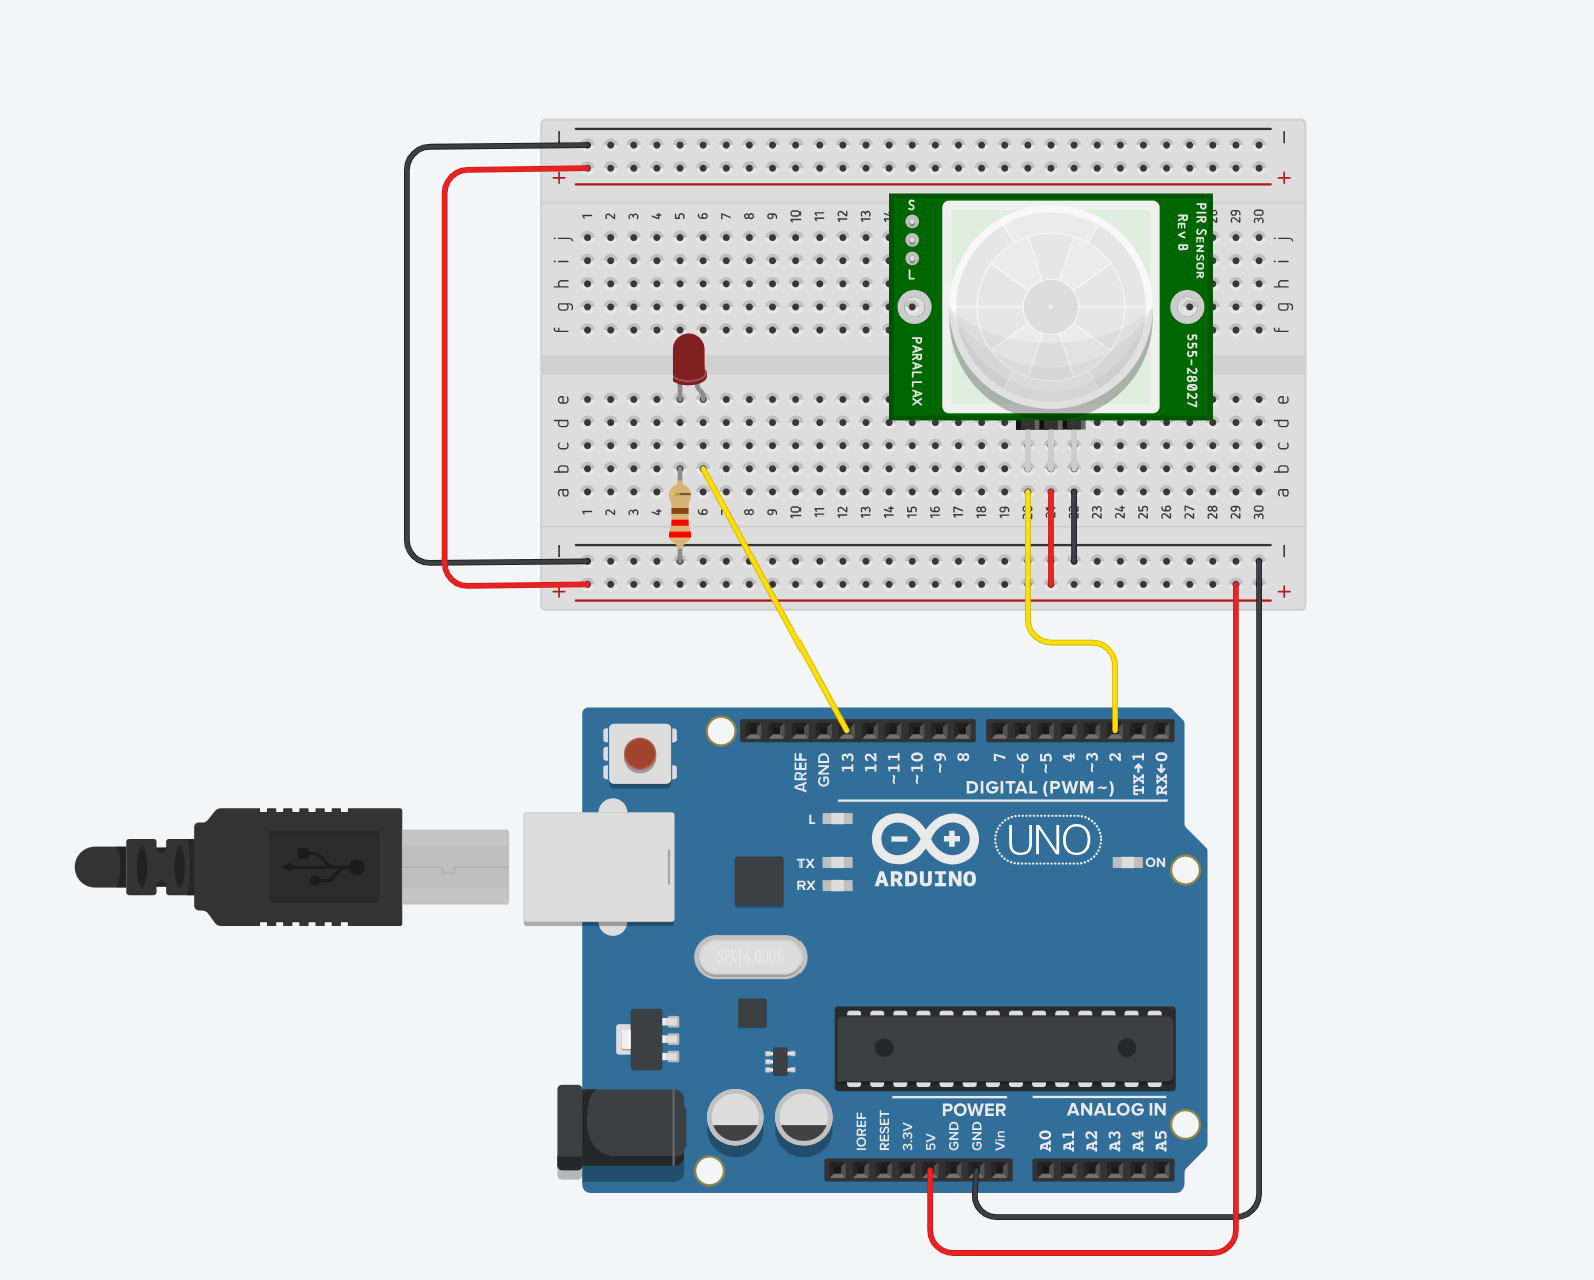 − −
+ +
1 2 3 4 5 6 7 8 9 10 11 12 13 29 30
j j
i i
h h
g g
f f
S
L
PIR SENSOR
REV B
PARALLAX
555-28027
e e
d d
c c
b b
a a
1 2 3 4 5 6 8 9 10 11 12 13 14 15 16 17 18 19 23 24 25 26 27 28 29 30
− −
+ +
AREF GND 13 12 ~11 ~10 ~9 8 7 ~6 ~5 4 ~3 2 TX→1 RX←0
DIGITAL (PWM ~)
L
TX
RX
UNO
ARDUINO
ON
SPK16.000G
POWER
ANALOG IN
IOREF RESET 3.3V 5V GND GND Vin A0 A1 A2 A3 A4 A5